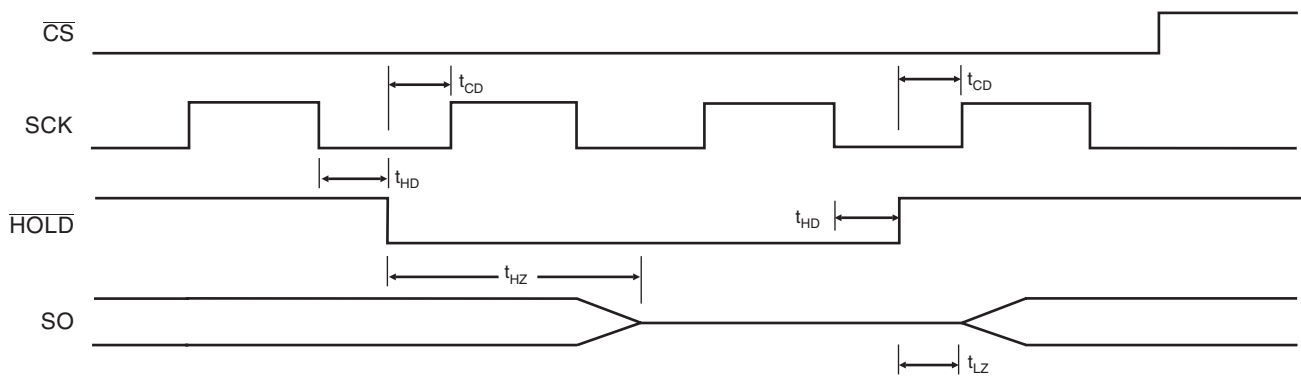 CS
t_CD
t_CD
SCK
t_HD
HOLD
t_HD
t_HZ
SO
t_LZ